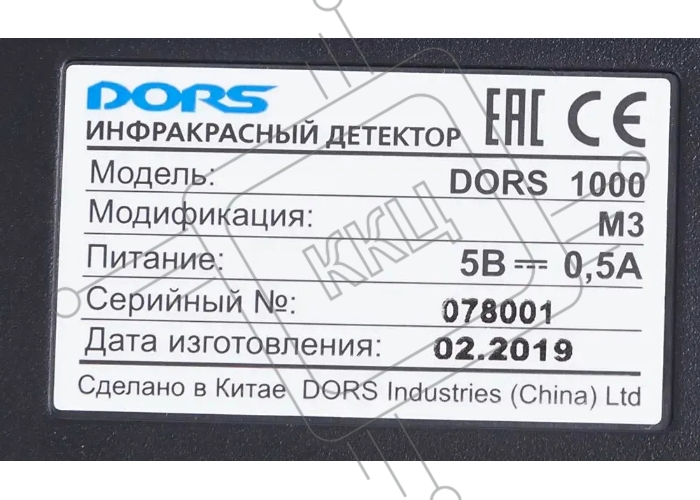 DORS
ИНФРАКРАСНЫЙ ДЕТЕКТОР EAC CE
Модель: DORS 1000
Модификация: М3
Питание: 5В⎓ 0,5А
Серийный №: 078001
Дата изготовления: 02.2019
Сделано в Китае DORS Industries (China) Ltd
ККЦ